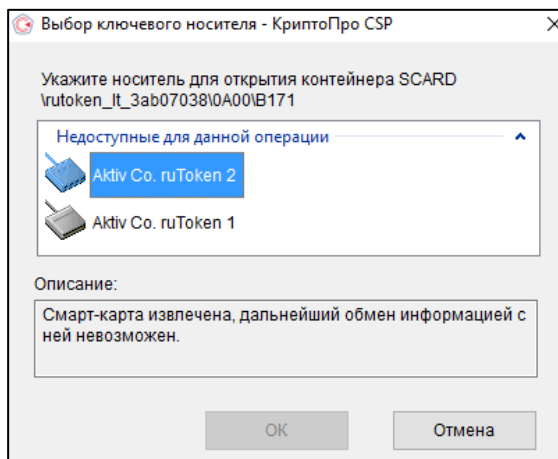 Выбор ключевого носителя - КриптоПро CSP
Укажите носитель для открытия контейнера SCARD
\rutoken_lt_3ab07038\0A00\B171
Недоступные для данной операции
Aktiv Co. ruToken 2
Aktiv Co. ruToken 1
Описание:
Смарт-карта извлечена, дальнейший обмен информацией с
ней невозможен.
ОК
Отмена